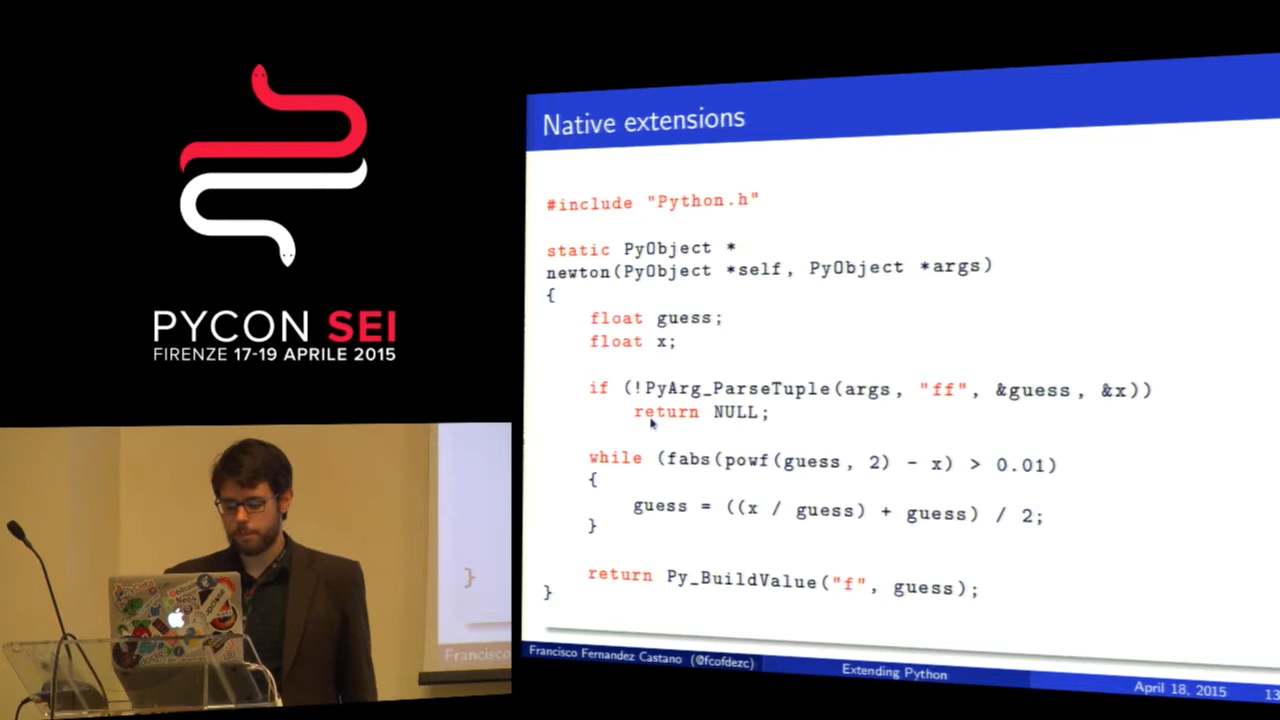 PYCON SEI
FIRENZE 17-19 APRILE 2015
Native extensions
#include "Python.h"
static PyObject *
newton(PyObject *self, PyObject *args)
{
float guess;
float x;
if (!PyArg_ParseTuple(args, "ff", &guess, &x))
return NULL;
while (fabs(powf(guess, 2) - x) > 0.01)
{
guess = ((x / guess) + guess) / 2;
}
return Py_BuildValue("f", guess);
}
Francisco Fernandez Castano (@fcofdezc)
Extending Python
April 18, 2015
13
}
Francisco